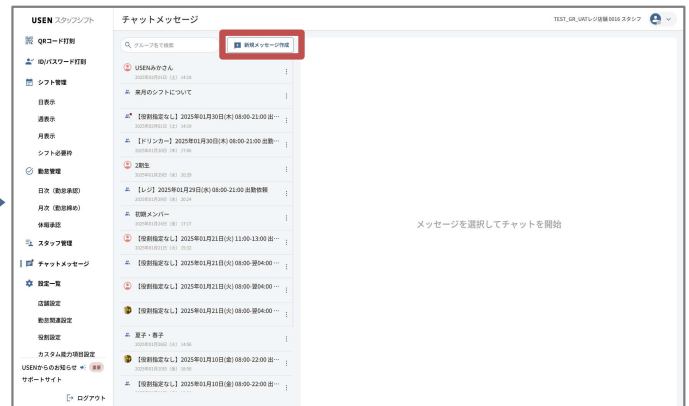 USEN スタッフシフト
チャットメッセージ
TEST_GR_UATレジ店舗 0016 スタシフ
QRコード打刻
ID/パスワード打刻
シフト管理
日表示
週表示
月表示
シフト必要枠
勤怠管理
日次（勤怠承認）
月次（勤怠締め）
休暇承認
スタッフ管理
チャットメッセージ
設定一覧
店舗設定
勤怠関連設定
役割設定
カスタム能力項目設定
USENからのお知らせ
重要
サポートサイト
ログアウト
グループ名で検索
新規メッセージ作成
USENみかさん
来月のシフトについて
【役割指定なし】2025年01月30日(木) 08:00-21:00 出…
【ドリンカー】2025年01月30日(木) 08:00-21:00 出勤…
2期生
【レジ】2025年01月29日(水) 08:00-21:00 出勤依頼
初期メンバー
【役割指定なし】2025年01月21日(火) 11:00-13:00 出…
【役割指定なし】2025年01月21日(火) 08:00-翌04:00 …
【役割指定なし】2025年01月21日(火) 08:00-翌04:00 …
【役割指定なし】2025年01月21日(火) 08:00-翌04:00 …
夏子・春子
【役割指定なし】2025年01月10日(金) 08:00-22:00 出…
【役割指定なし】2025年01月10日(金) 08:00-22:00 出…
メッセージを選択してチャットを開始